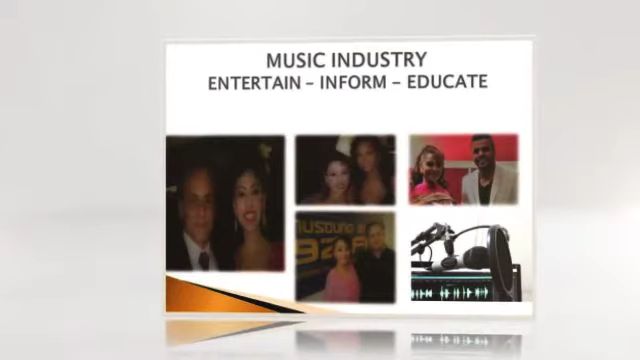 MUSIC INDUSTRY
ENTERTAIN – INFORM – EDUCATE